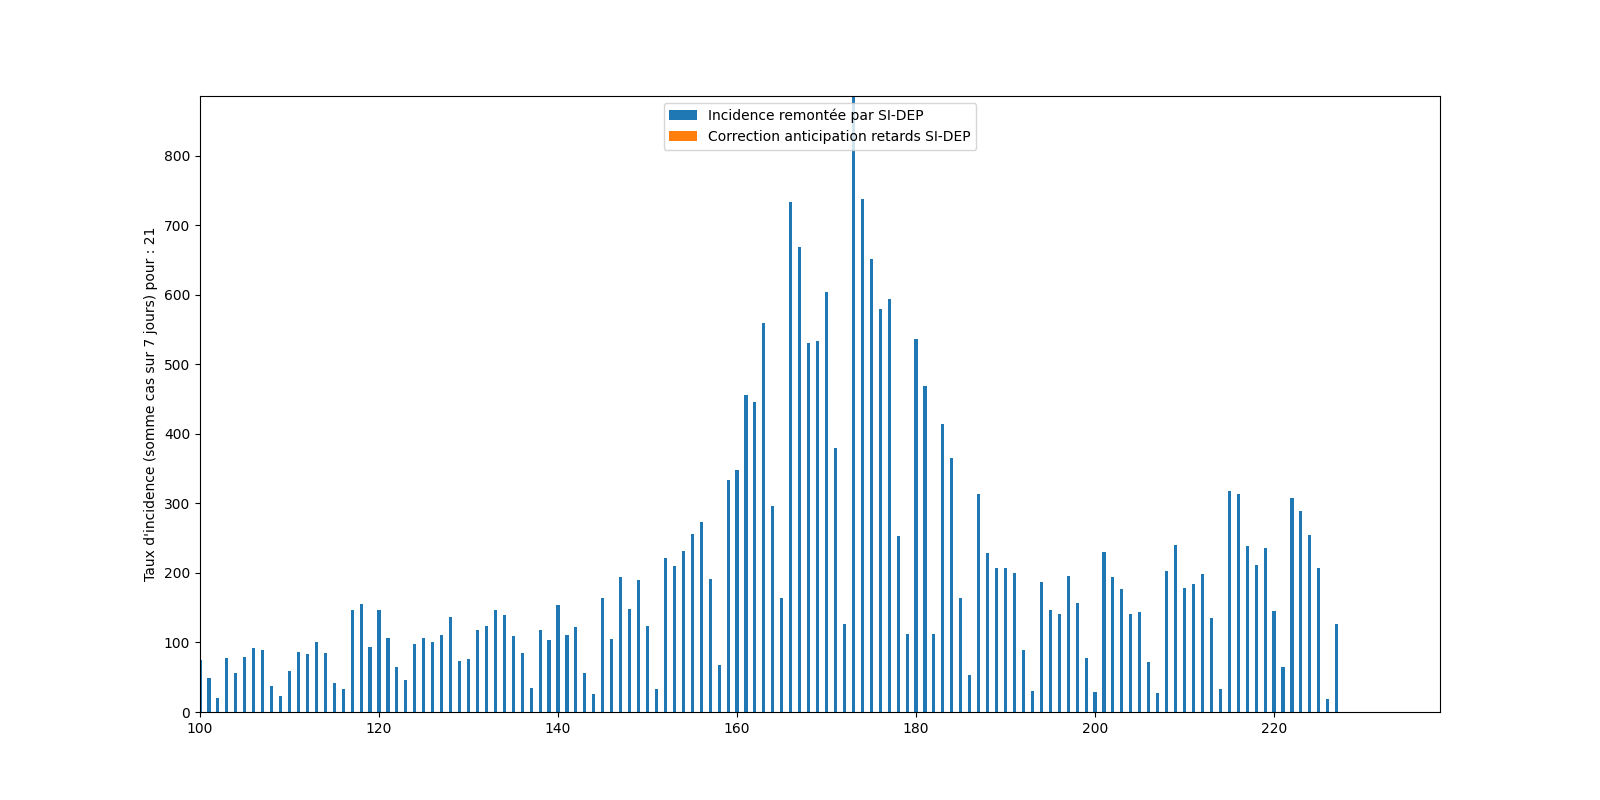 Incidence remontée par SI-DEP
Correction anticipation retards SI-DEP
Taux d'incidence (somme cas sur 7 jours) pour : 21
800
700
600
500
400
300
200
100
0
100 120 140 160 180 200 220